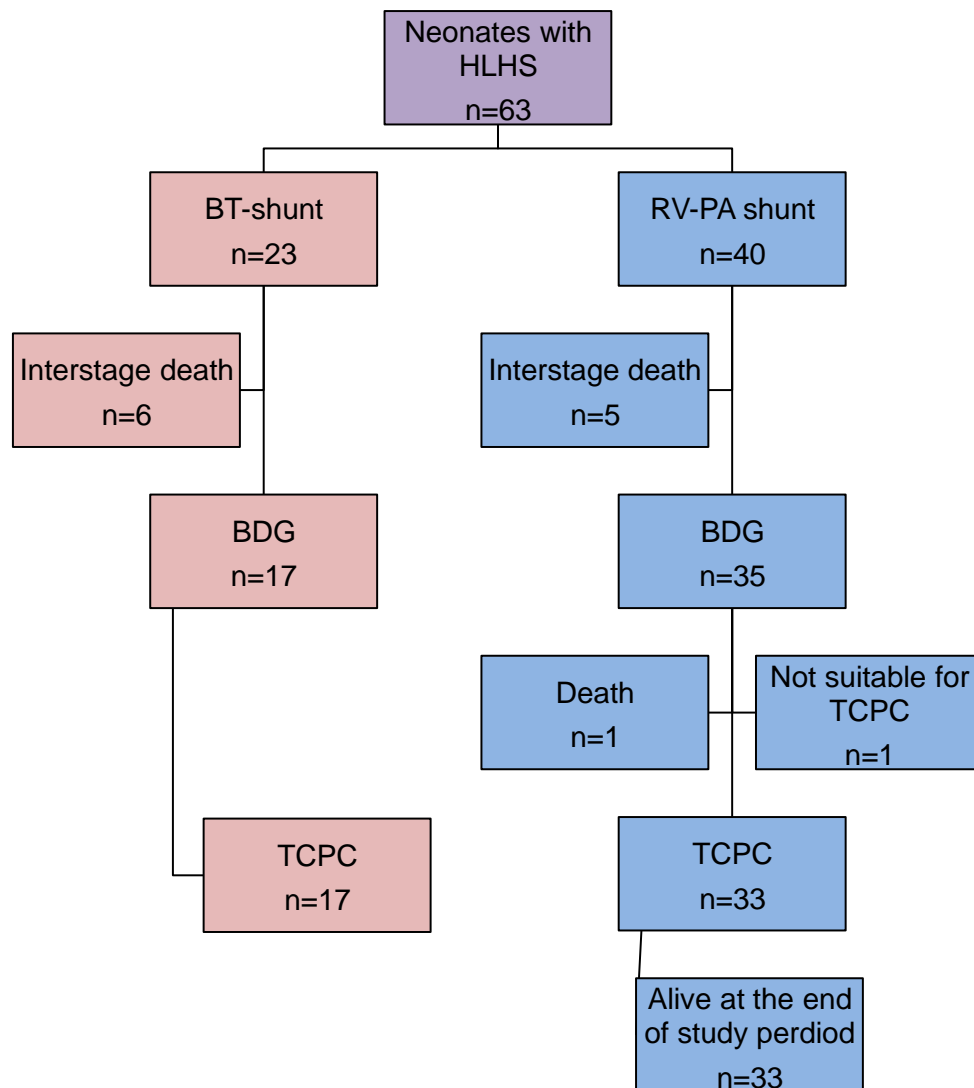 Neonates with
HLHS
n=63
BT-shunt
n=23
RV-PA shunt
n=40
Interstage death
n=6
Interstage death
n=5
BDG
n=17
BDG
n=35
Death
n=1
Not suitable for
TCPC
n=1
TCPC
n=17
TCPC
n=33
Alive at the end
of study perdiod
n=33